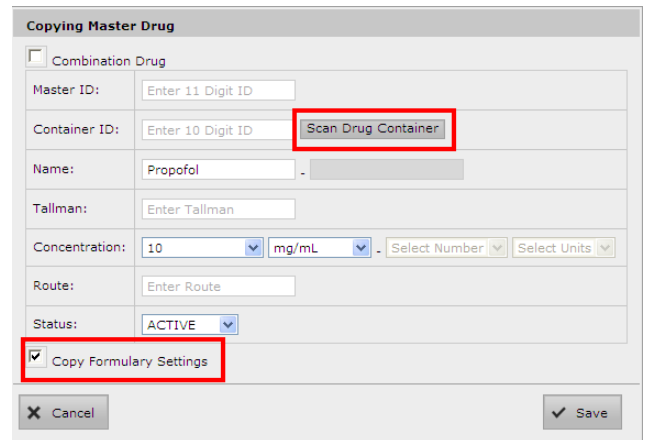 Copying Master Drug
Combination Drug
Master ID: Enter 11 Digit ID
Container ID: Enter 10 Digit ID Scan Drug Container
Name: Propofol -
Tallman: Enter Tallman
Concentration: 10 mg/mL - Select Number Select Units
Route: Enter Route
Status: ACTIVE
Copy Formulary Settings
Cancel Save